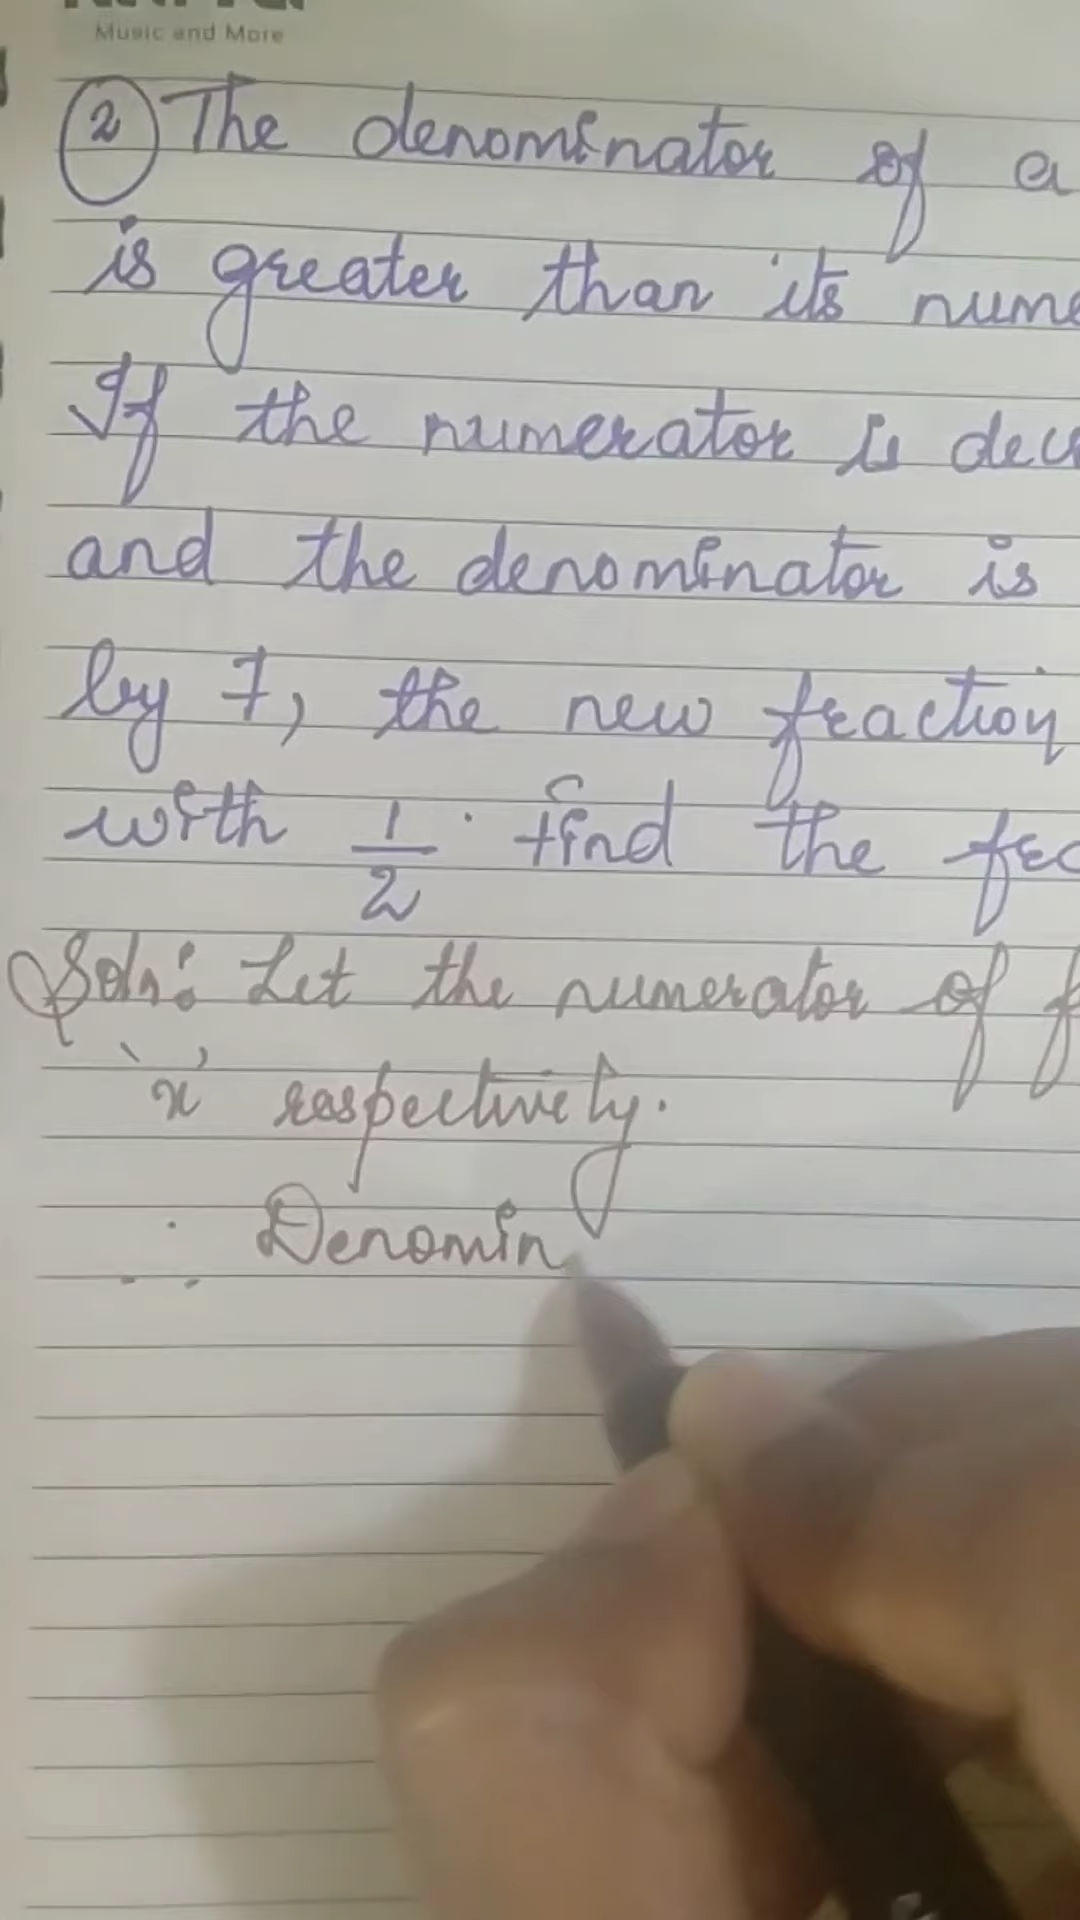 Music and More
2 The denominator of a
is greater than its
If the numerator is
and the denominator is
by 7, the new fraction
with 1/2. find the
Soln: Let the numerator of
'x' respectively.
∴ Denomin